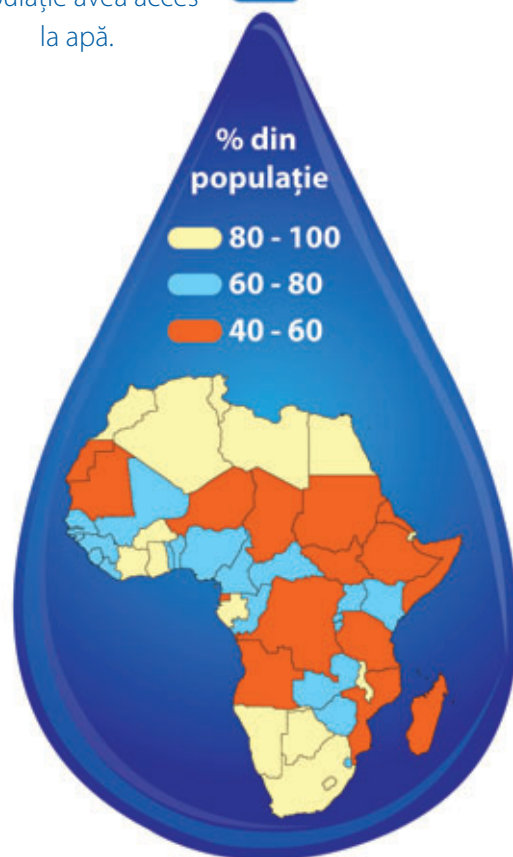 avea acces
la apă.
% din
populație
80 - 100
60 - 80
40 - 60